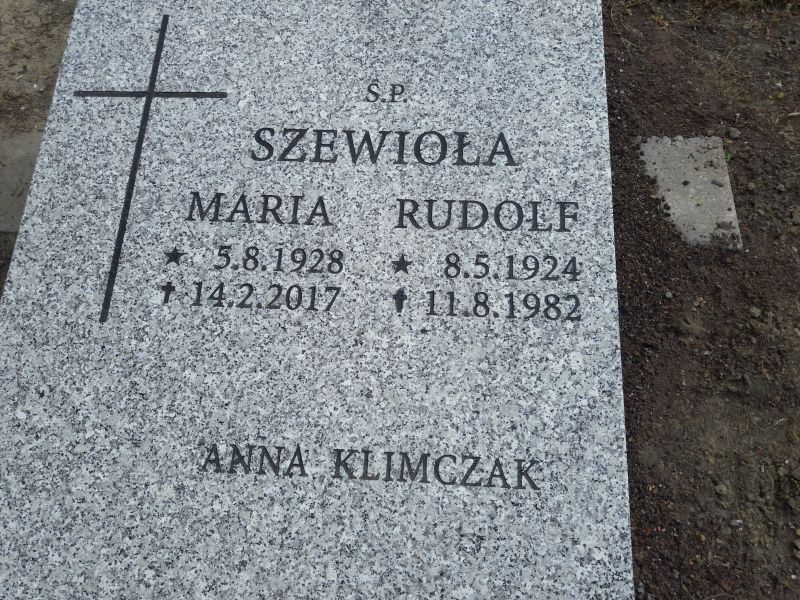 Ś.P.
SZEWIOŁA
MARIA RUDOLF
★ 5.8.1928 ★ 8.5.1924
✝ 14.2.2017 ✝ 11.8.1982
ANNA KLIMCZAK